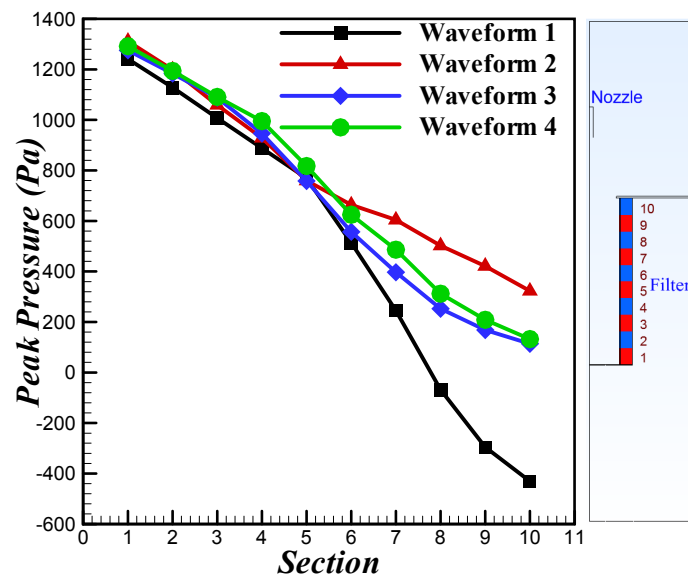 1400
1200
1000
800
600
400
200
0
-200
-400
-600
Peak Pressure (Pa)
Waveform 1
Waveform 2
Waveform 3
Waveform 4
0 1 2 3 4 5 6 7 8 9 10 11
Section
Nozzle
10
9
8
7
6
5
Filter
4
3
2
1